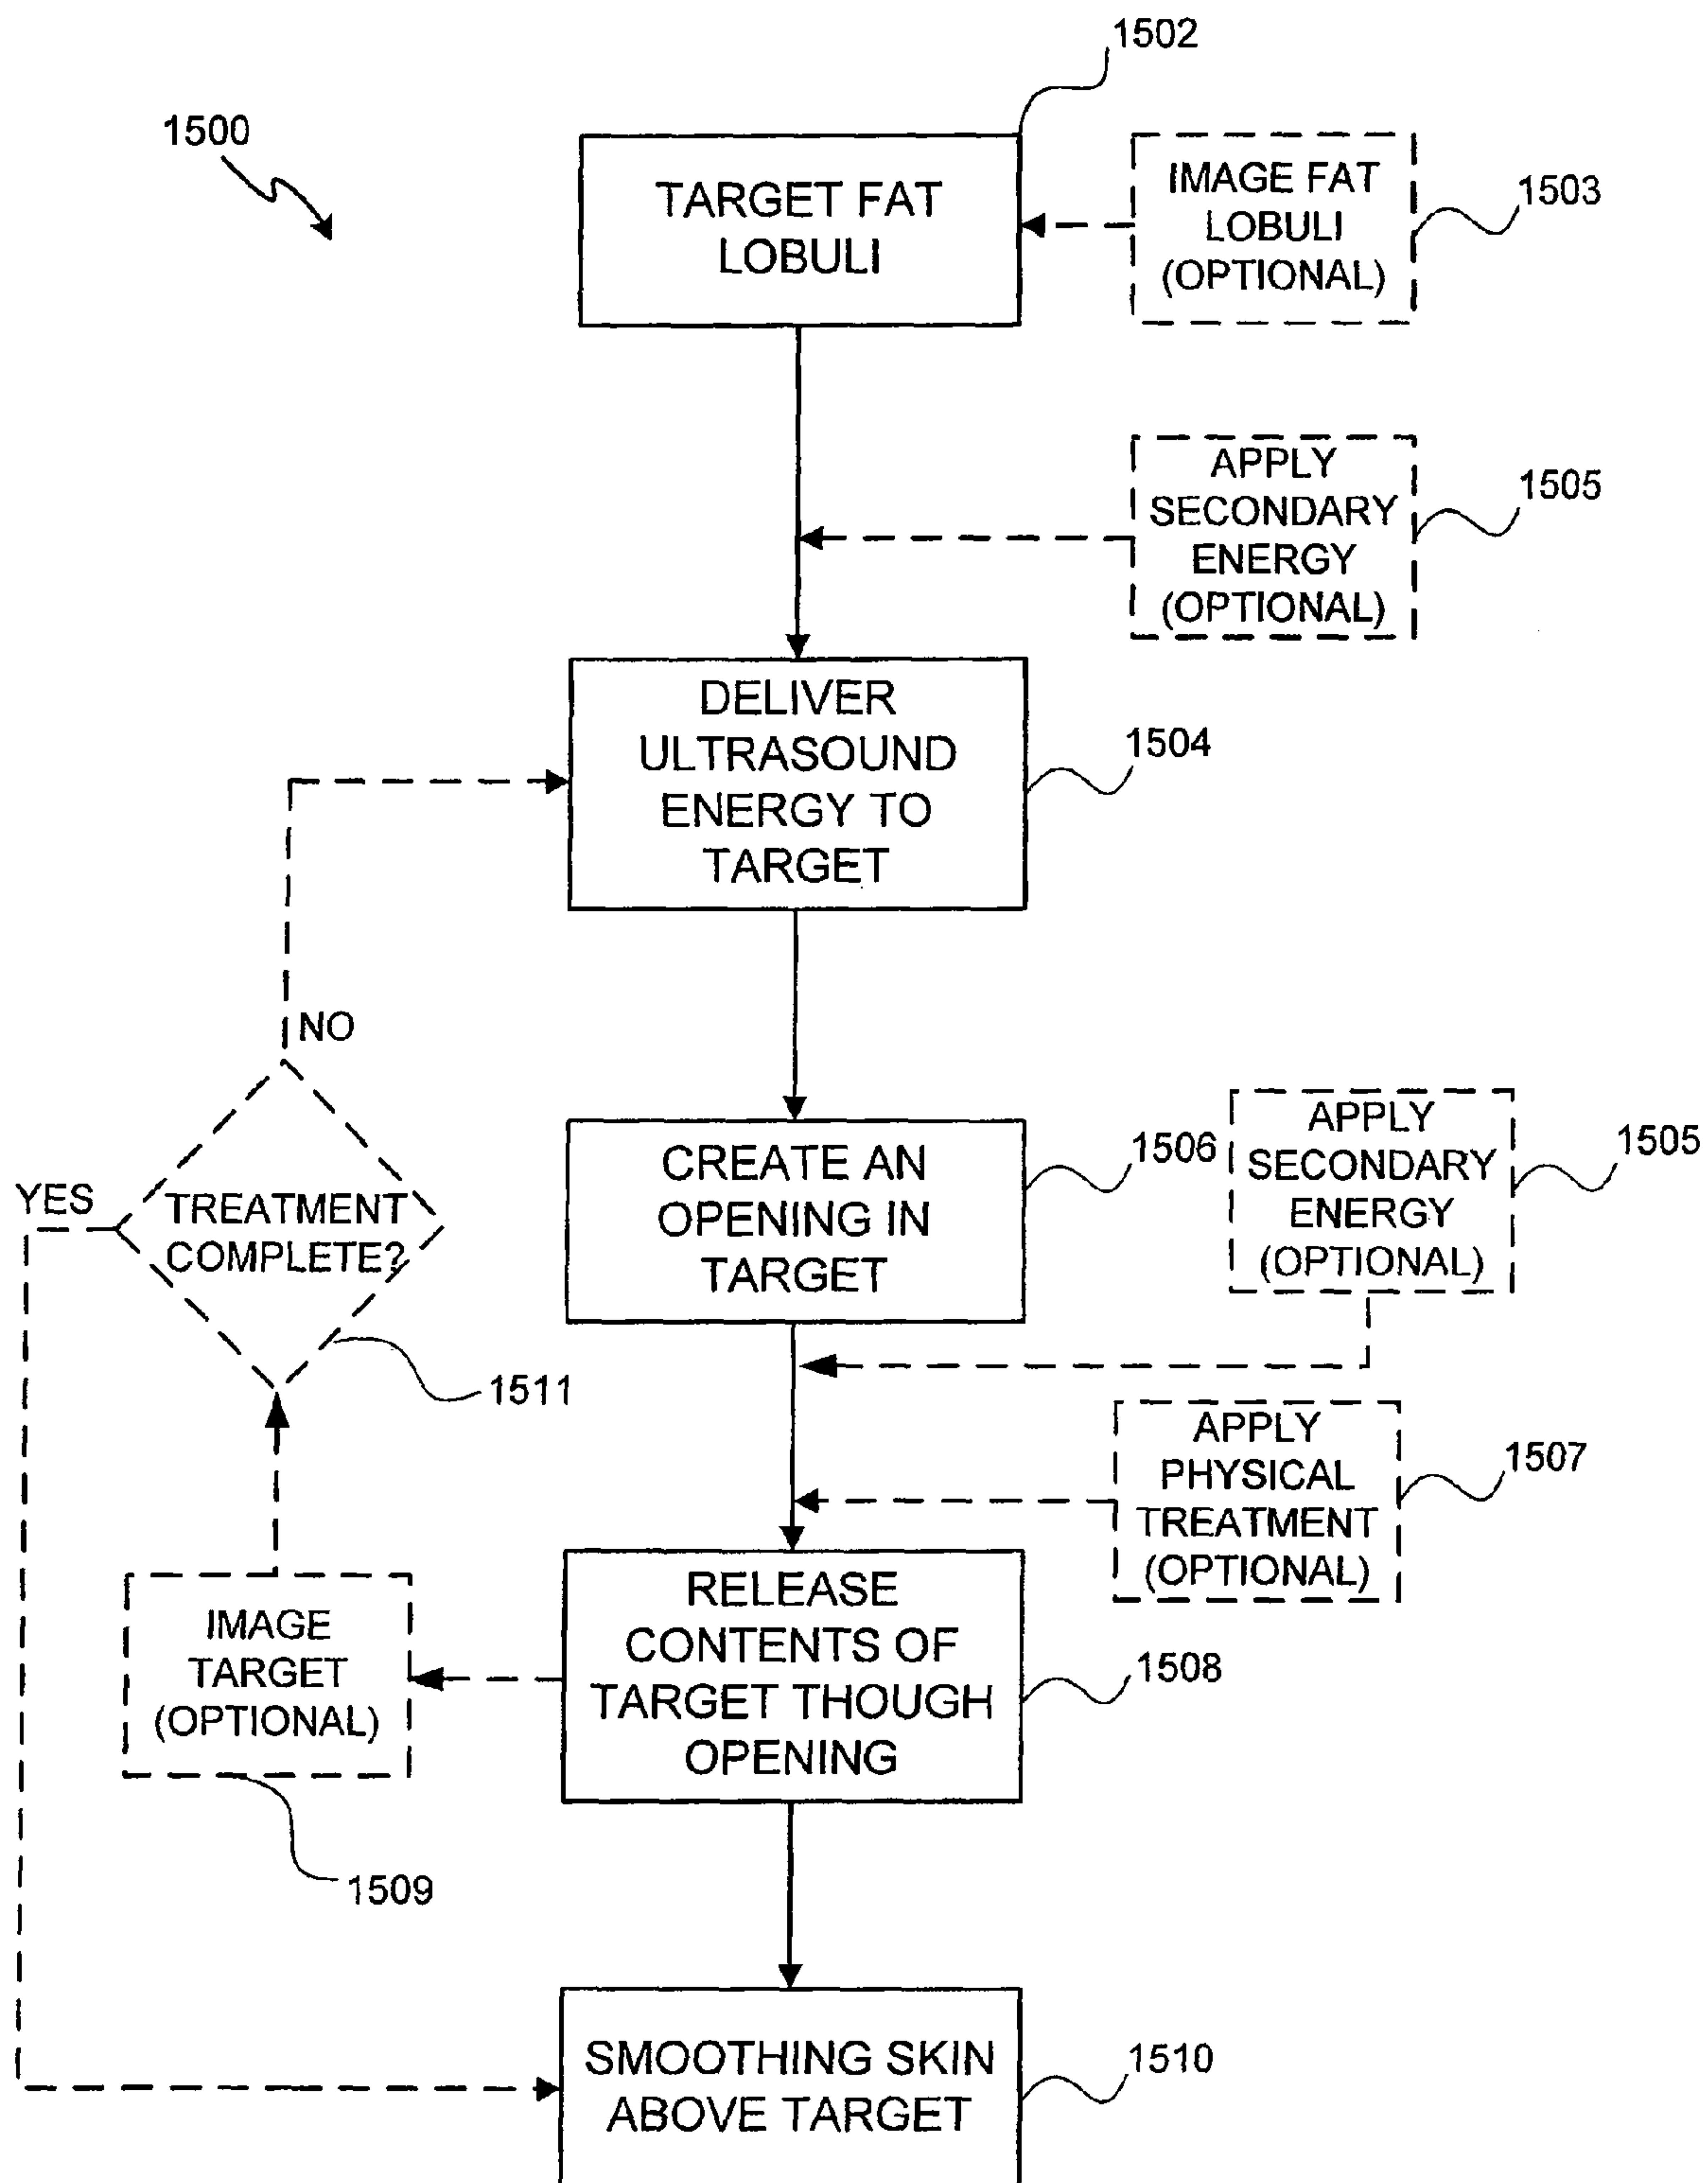 1502
1500
TARGET FAT
LOBULI
IMAGE FAT
LOBULI
(OPTIONAL)
1503
APPLY
SECONDARY
ENERGY
(OPTIONAL)
1505
DELIVER
ULTRASOUND
ENERGY TO
TARGET
1504
NO
CREATE AN
OPENING IN
TARGET
1506
APPLY
SECONDARY
ENERGY
(OPTIONAL)
1505
YES
TREATMENT
COMPLETE?
1511
APPLY
PHYSICAL
TREATMENT
(OPTIONAL)
1507
RELEASE
CONTENTS OF
TARGET THOUGH
OPENING
1508
IMAGE
TARGET
(OPTIONAL)
1509
SMOOTHING SKIN
ABOVE TARGET
1510